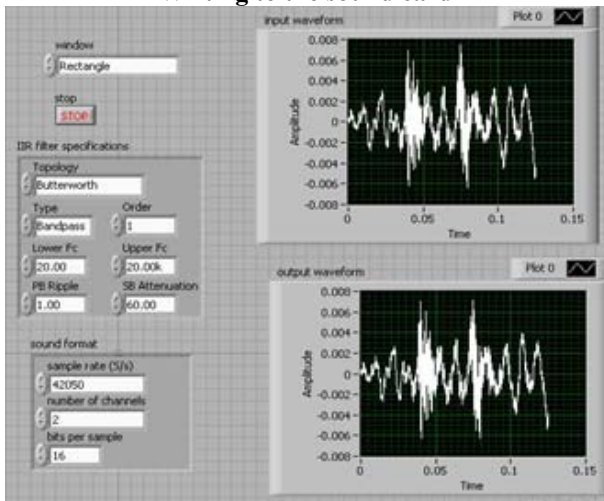 window
Rectangle
stop
STOP
IIR filter specifications
Topology
Butterworth
Type
Order
Bandpass
1
Lower Fc
Upper Fc
20.00
20.00k
PB Ripple
SB Attenuation
1.00
60.00
sound format
sample rate (S/s)
42050
number of channels
2
bits per sample
16
input waveform
Plot 0
0.008
0.006
0.004
0.002
0
-0.002
-0.004
-0.006
-0.008
Amplitude
0 0.05 0.1 0.15
Time
output waveform
Plot 0
0.008
0.006
0.004
0.002
0
-0.002
-0.004
-0.006
-0.008
Amplitude
0 0.05 0.1 0.15
Time